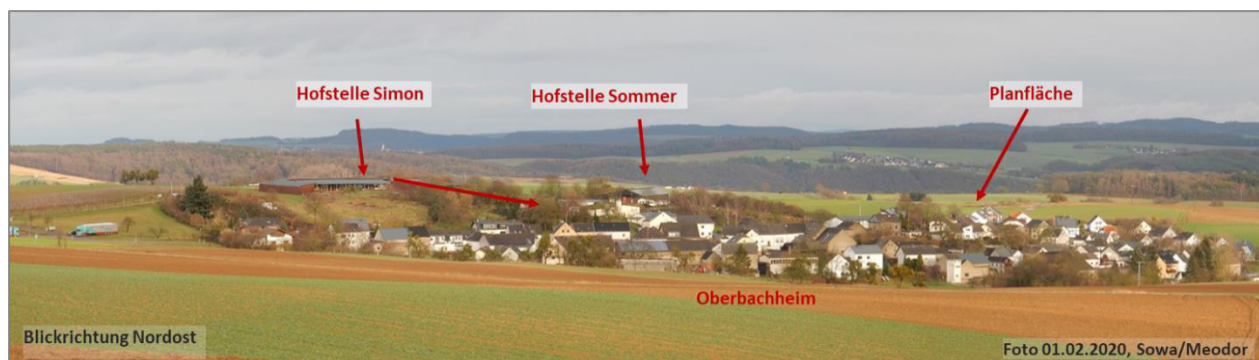 Hofstelle Simon
Hofstelle Sommer
Planfläche
Oberbachheim
Blickrichtung Nordost
Foto 01.02.2020, Sowa/Meodor